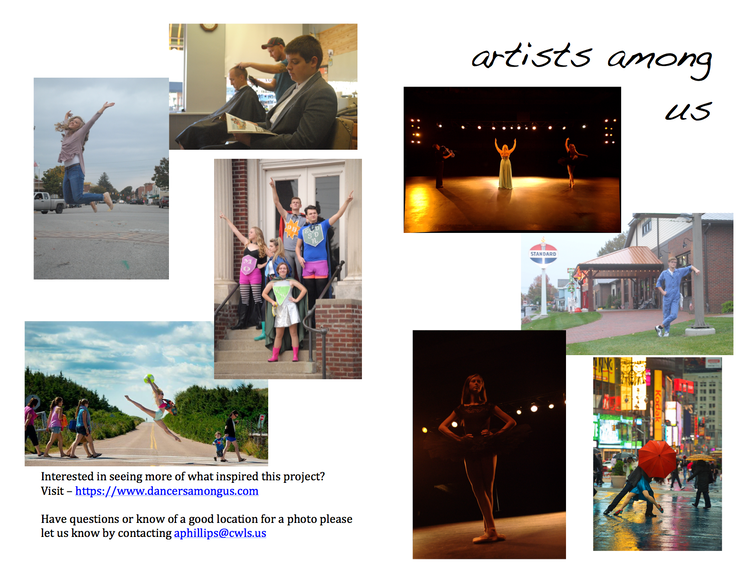 artists among
us
STANDARD
Interested in seeing more of what inspired this project?
Visit – https://www.dancersamongus.com
Have questions or know of a good location for a photo please
let us know by contacting aphillips@cwls.us